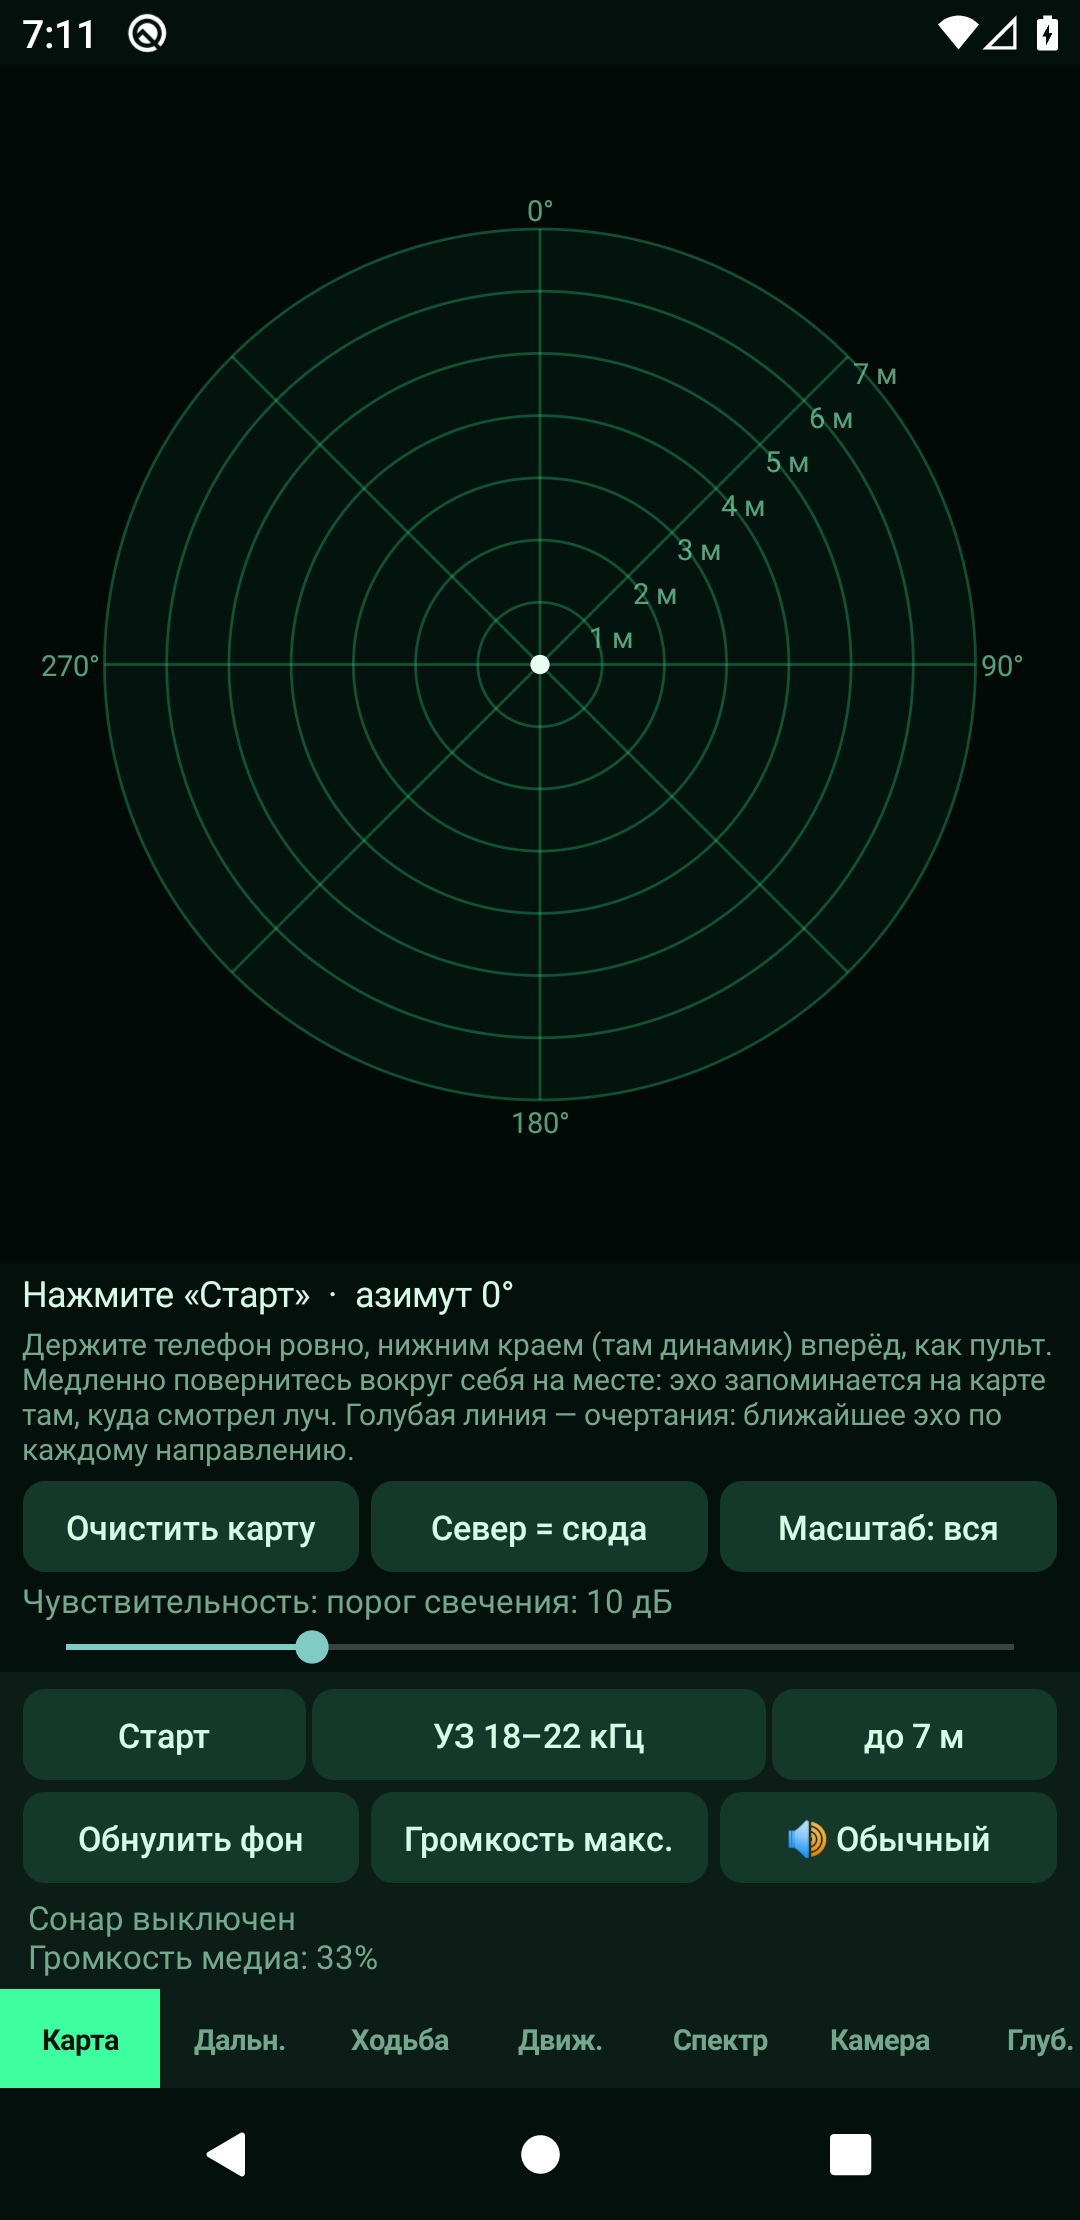 7:11
0°
7 м
6 м
5 м
4 м
3 м
2 м
1 м
270°
90°
180°
Нажмите «Старт» · азимут 0°
Держите телефон ровно, нижним краем (там динамик) вперёд, как пульт.
Медленно повернитесь вокруг себя на месте: эхо запоминается на карте
там, куда смотрел луч. Голубая линия — очертания: ближайшее эхо по
каждому направлению.
Очистить карту
Север = сюда
Масштаб: вся
Чувствительность: порог свечения: 10 дБ
Старт
УЗ 18–22 кГц
до 7 м
Обнулить фон
Громкость макс.
🔊 Обычный
Сонар выключен
Громкость медиа: 33%
Карта
Дальн.
Ходьба
Движ.
Спектр
Камера
Глуб.